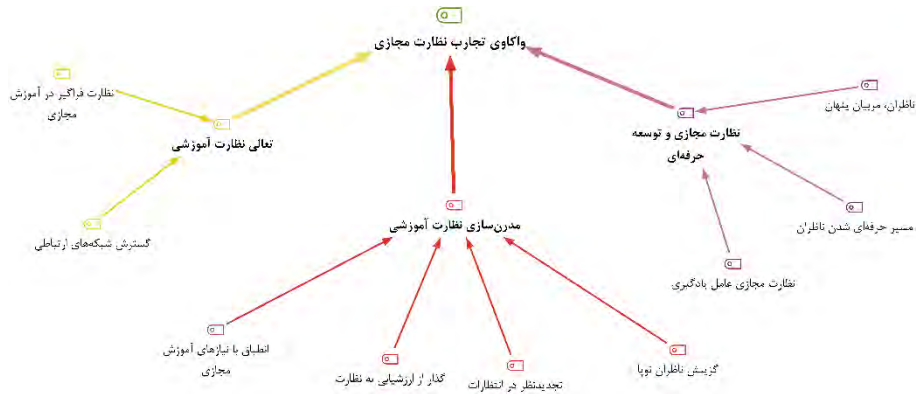 واکاوی تجارب نظارت مجازی
نظارت فراگیر در آموزش
مجازی
ناظران، مربیان پنهان
تعالی نظارت آموزشی
نظارت مجازی و توسعه
حرفه‌ای
گسترش شبکه‌های ارتباطی
مدرن‌سازی نظارت آموزشی
مسیر حرفه‌ای شدن ناظران
نظارت مجازی عامل یادگیری
انطباق با نیازهای آموزش
مجازی
گذار از ارزشیابی به نظارت
تجدیدنظر در انتظارات
گزینش ناظران توپا